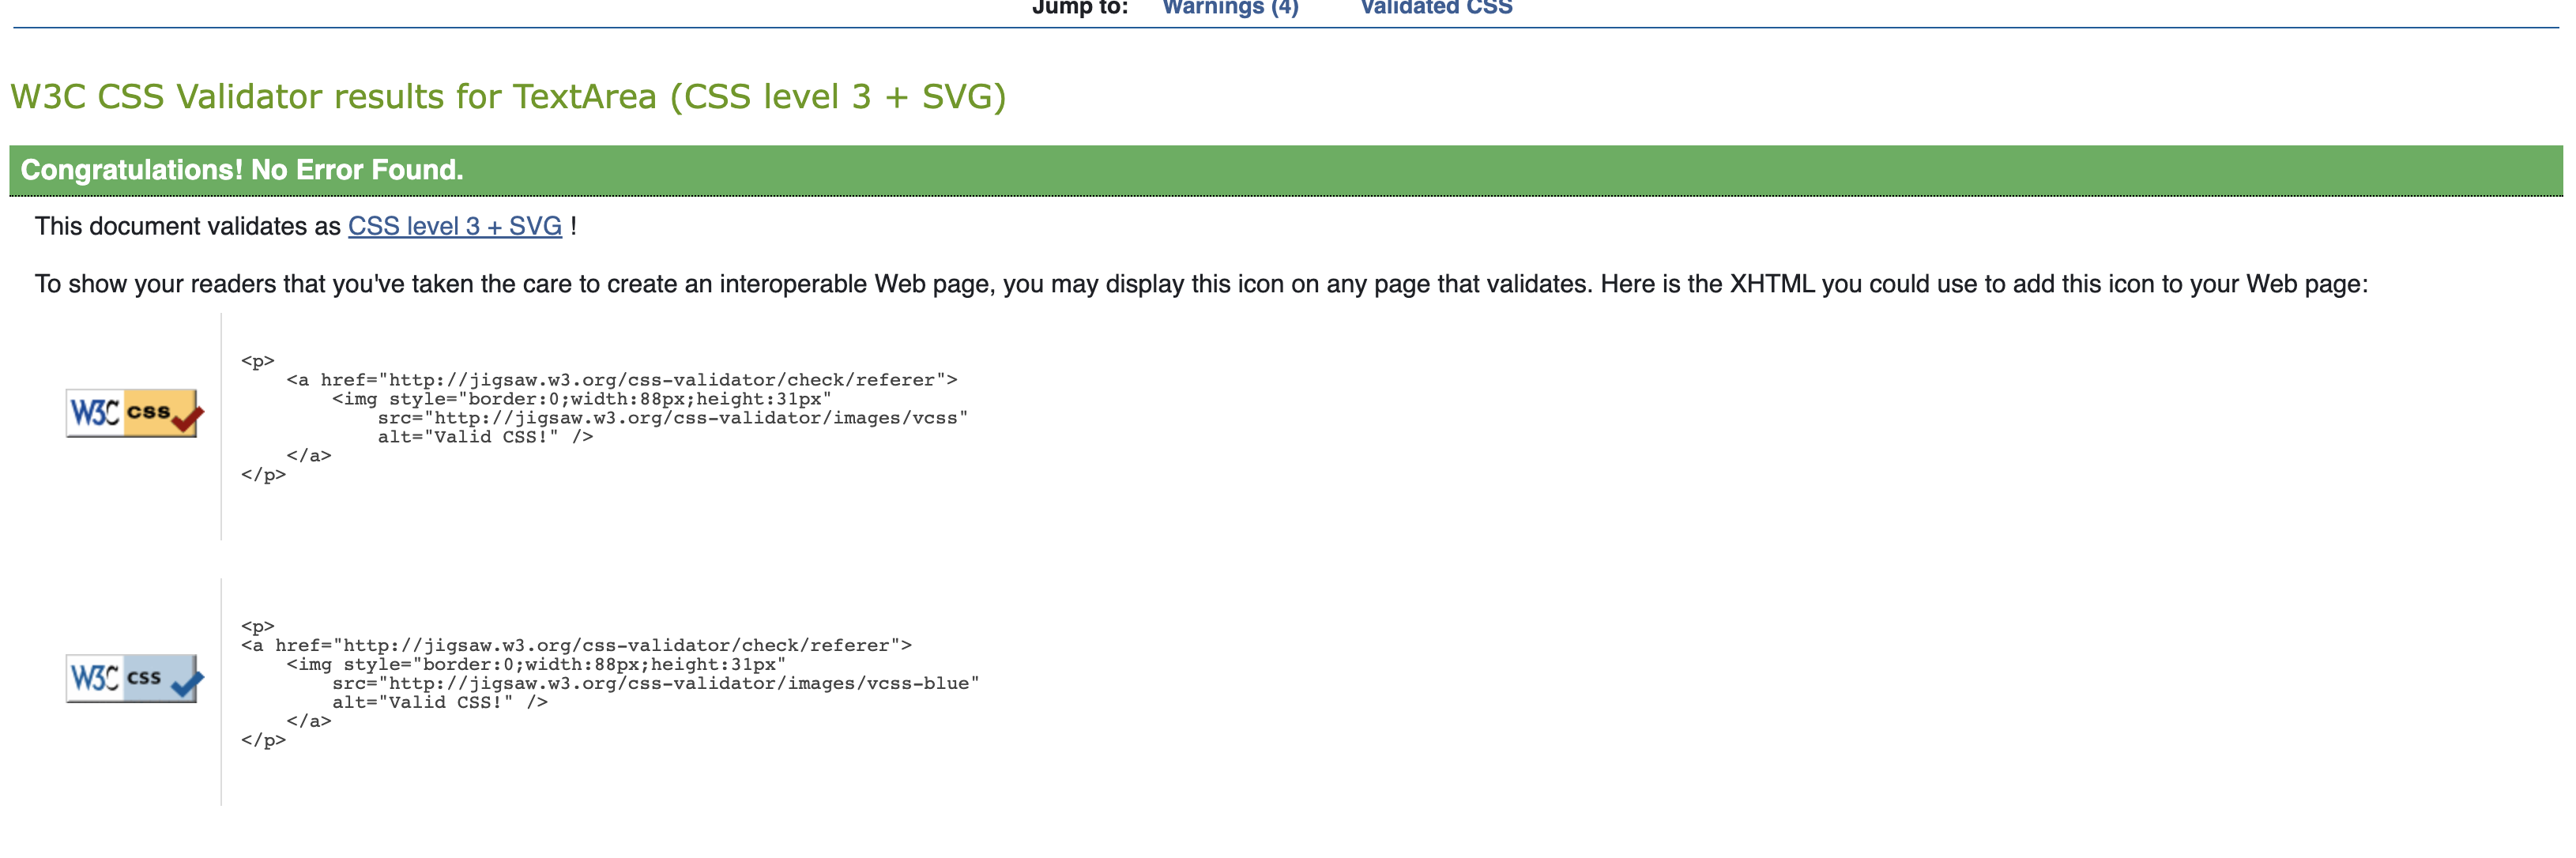 Jump to: Warnings (4) Validated CSS
W3C CSS Validator results for TextArea (CSS level 3 + SVG)
Congratulations! No Error Found.
This document validates as CSS level 3 + SVG !
To show your readers that you've taken the care to create an interoperable Web page, you may display this icon on any page that validates. Here is the XHTML you could use to add this icon to your Web page:
W3C css
<p>
<a href="http://jigsaw.w3.org/css-validator/check/referer">
<img style="border:0;width:88px;height:31px"
src="http://jigsaw.w3.org/css-validator/images/vcss"
alt="Valid CSS!" />
</a>
</p>
W3C css
<p>
<a href="http://jigsaw.w3.org/css-validator/check/referer">
<img style="border:0;width:88px;height:31px"
src="http://jigsaw.w3.org/css-validator/images/vcss-blue"
alt="Valid CSS!" />
</a>
</p>